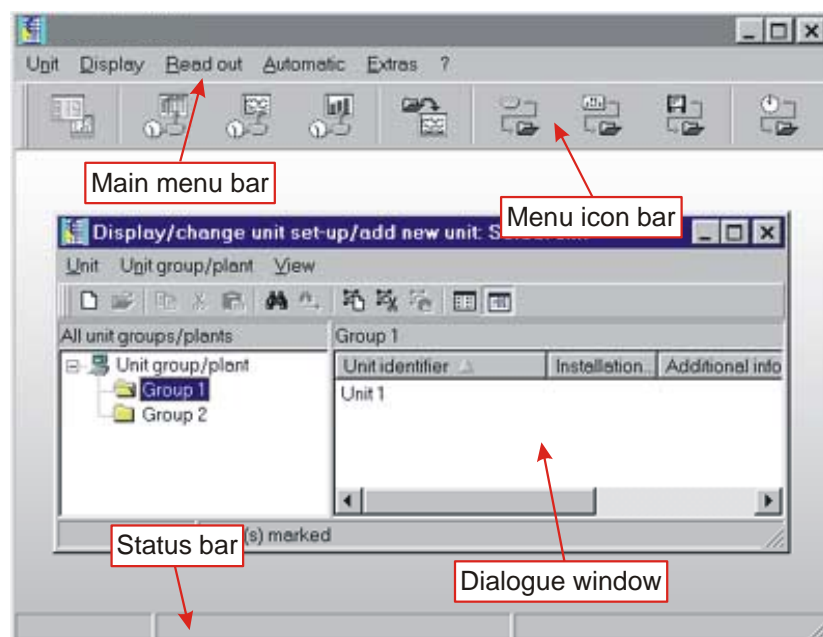 Unit Display Read out Automatic Extras ?
Main menu bar
Menu icon bar
Display/change unit set-up/add new unit:
Unit Unit group/plant View
All unit groups/plants Group 1
Unit group/plant Unit identifier Installation.. Additional info
Group 1 Unit 1
Group 2
(s) marked
Status bar
Dialogue window